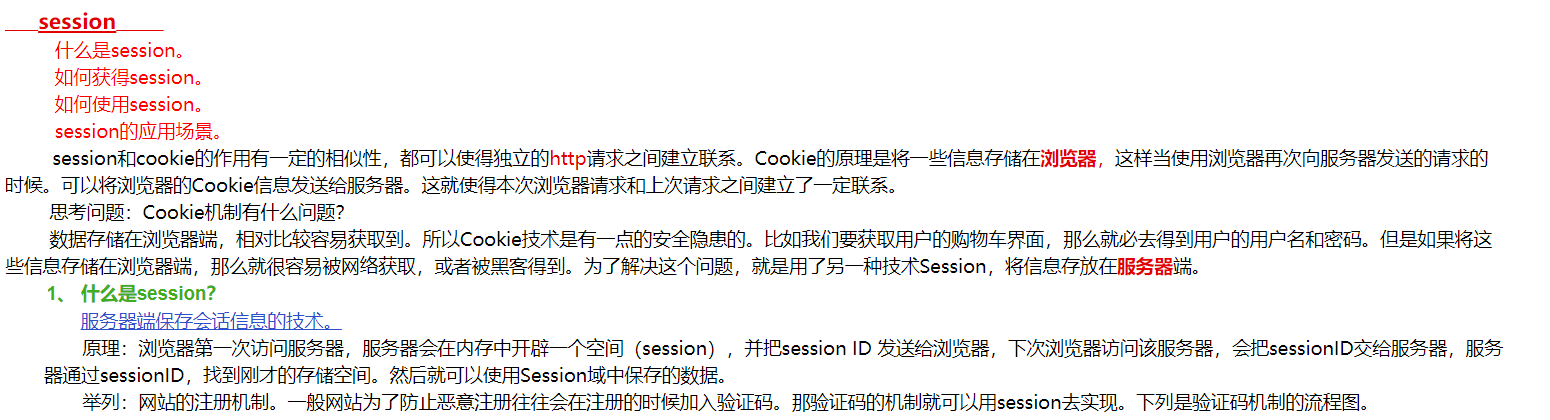 session
什么是session。
如何获得session。
如何使用session。
session的应用场景。
session和cookie的作用有一定的相似性，都可以使得独立的http请求之间建立联系。Cookie的原理是将一些信息存储在浏览器，这样当使用浏览器再次向服务器发送的请求的
时候。可以将浏览器的Cookie信息发送给服务器。这就使得本次浏览器请求和上次请求之间建立了一定联系。
思考问题：Cookie机制有什么问题？
数据存储在浏览器端，相对比较容易获取到。所以Cookie技术是有一点的安全隐患的。比如我们要获取用户的购物车界面，那么就必去得到用户的用户名和密码。但是如果将这
些信息存储在浏览器端，那么就很容易被网络获取，或者被黑客得到。为了解决这个问题，就是用了另一种技术Session，将信息存放在服务器端。
1、 什么是session?
服务器端保存会话信息的技术。
原理：浏览器第一次访问服务器，服务器会在内存中开辟一个空间（session），并把session ID 发送给浏览器，下次浏览器访问该服务器，会把sessionID交给服务器，服务
器通过sessionID，找到刚才的存储空间。然后就可以使用Session域中保存的数据。
举列：网站的注册机制。一般网站为了防止恶意注册往往会在注册的时候加入验证码。那验证码的机制就可以用session去实现。下列是验证码机制的流程图。